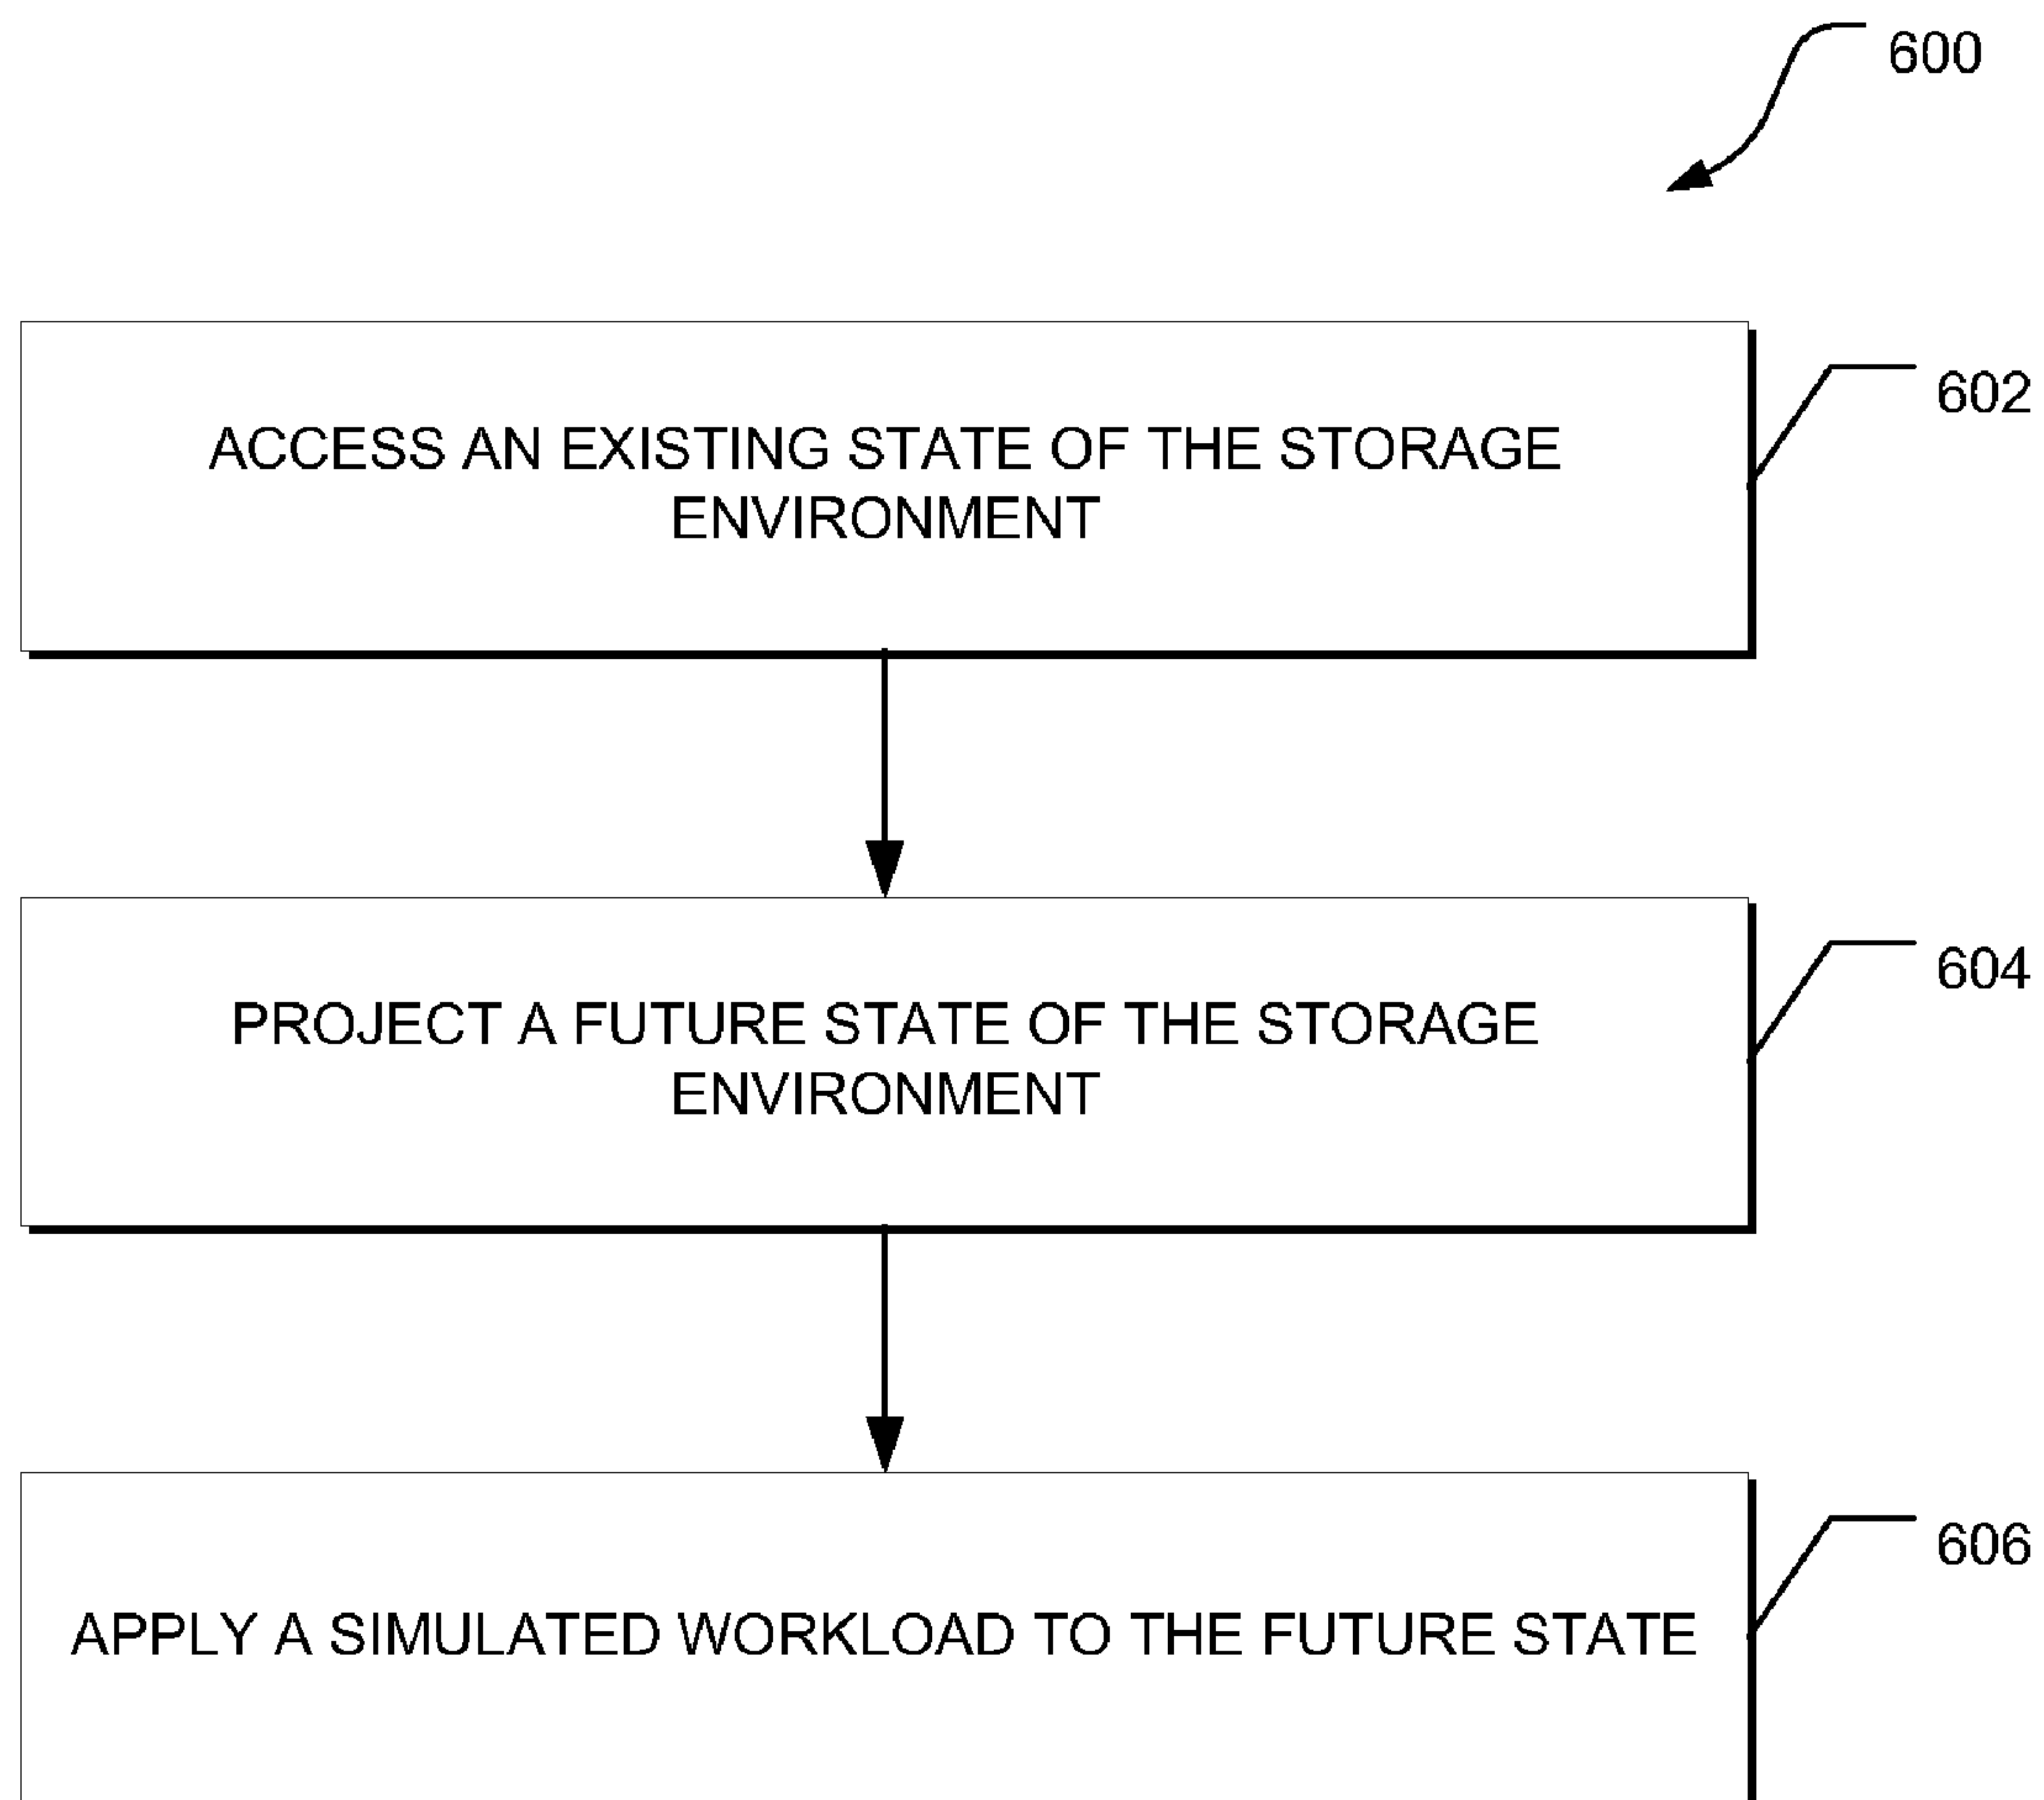 600
602
ACCESS AN EXISTING STATE OF THE STORAGE
ENVIRONMENT
604
PROJECT A FUTURE STATE OF THE STORAGE
ENVIRONMENT
606
APPLY A SIMULATED WORKLOAD TO THE FUTURE STATE